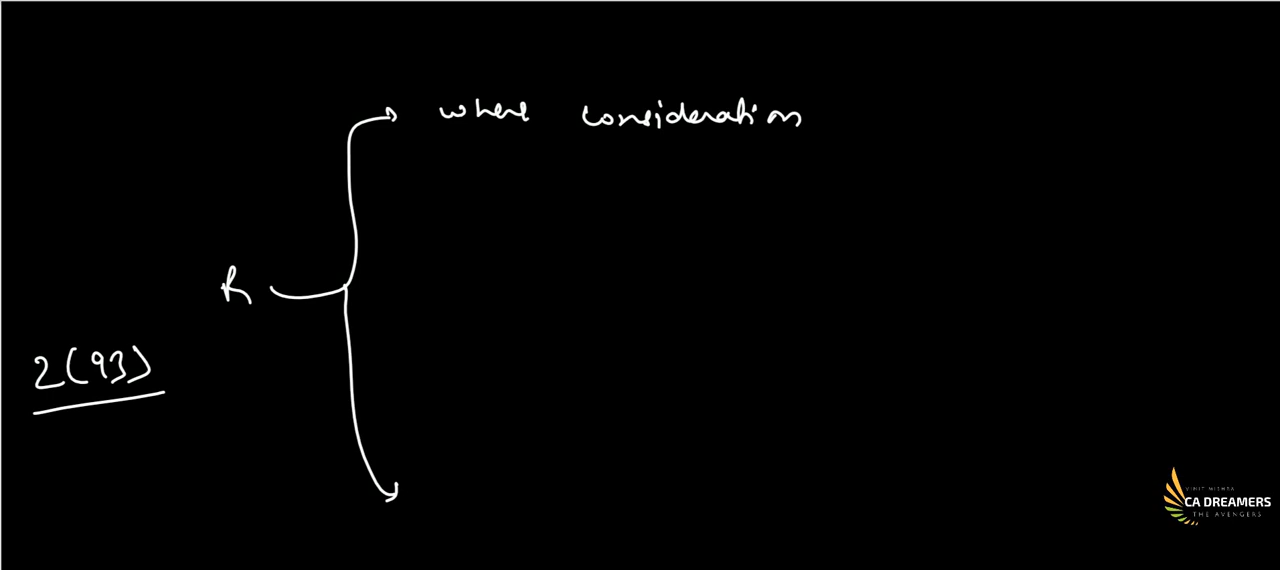 where consideration
R
2(93)
VINIT MISHRA
CA DREAMERS
THE AVENGERS